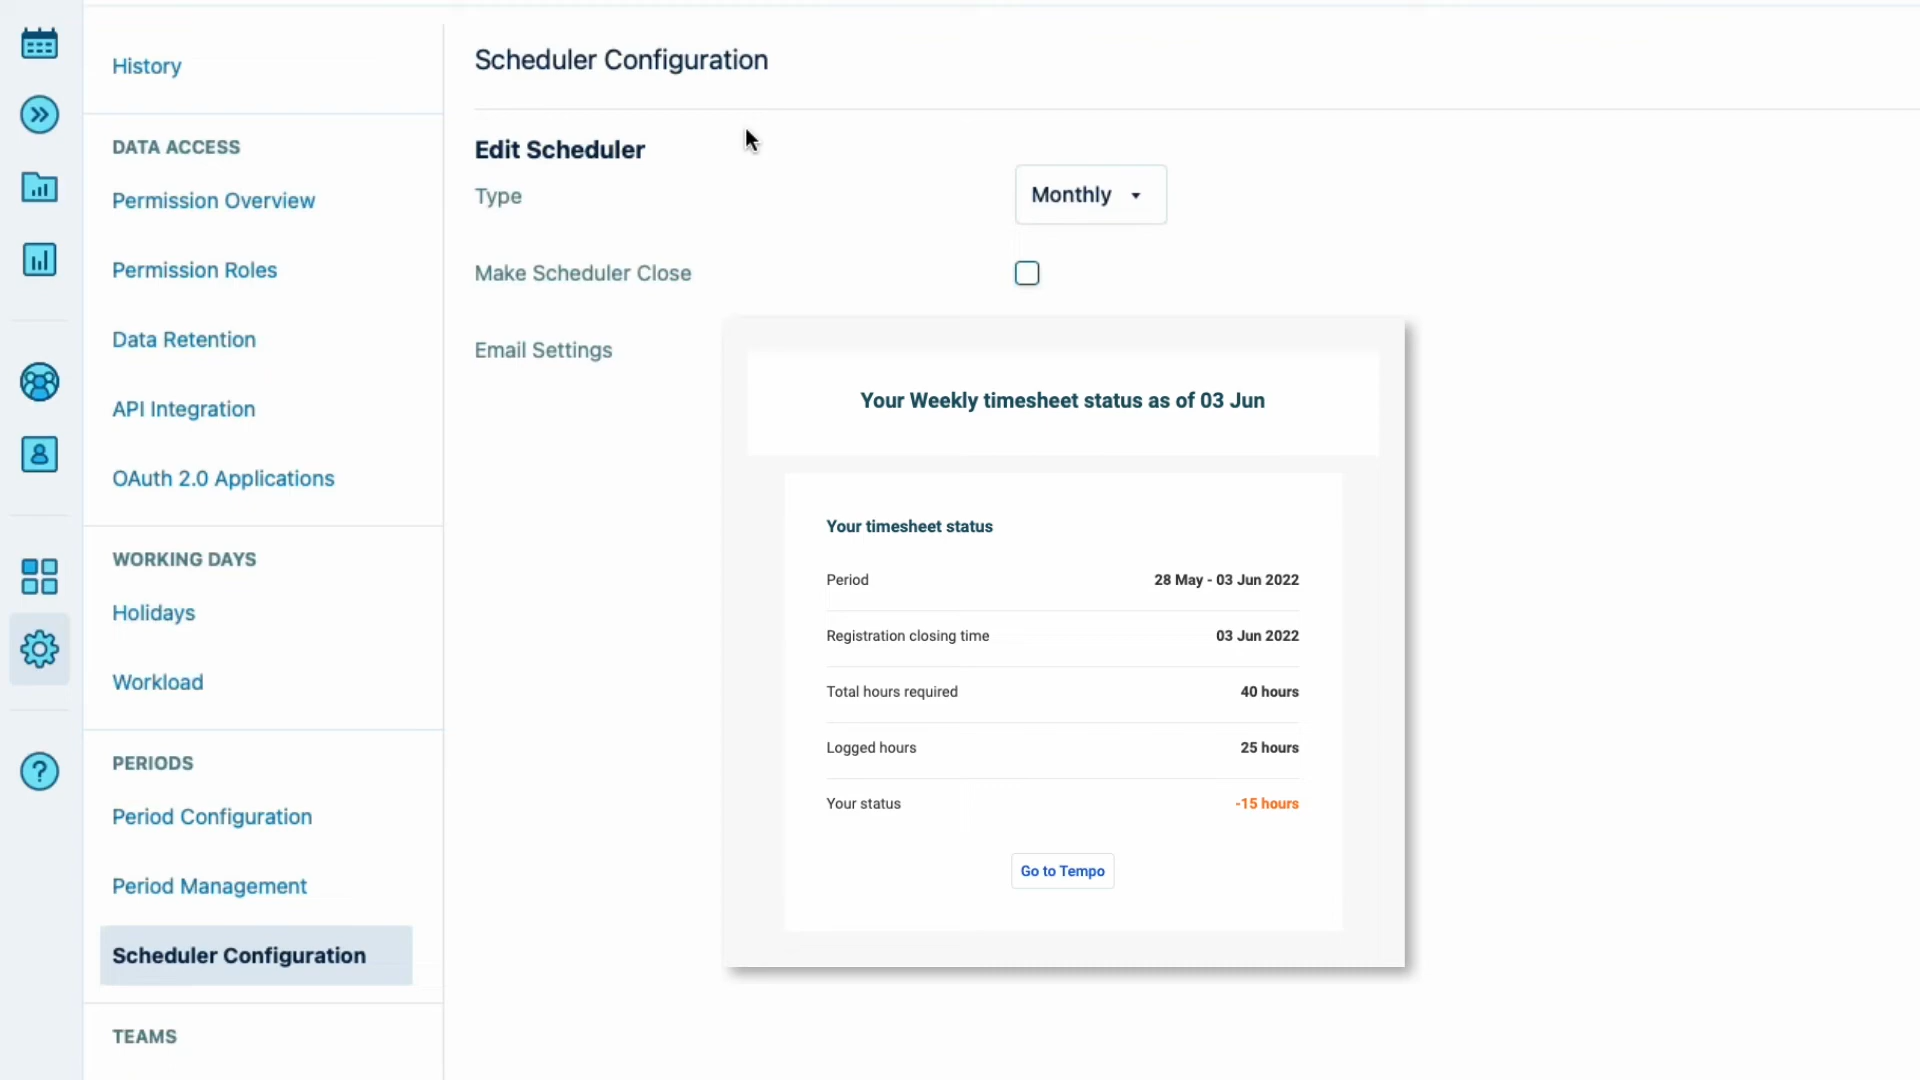 History
DATA ACCESS
Permission Overview
Permission Roles
Data Retention
API Integration
OAuth 2.0 Applications
WORKING DAYS
Holidays
Workload
PERIODS
Period Configuration
Period Management
Scheduler Configuration
TEAMS
Scheduler Configuration
Edit Scheduler
Type Monthly
Make Scheduler Close
Email Settings
Your Weekly timesheet status as of 03 Jun
Your timesheet status
Period 28 May - 03 Jun 2022
Registration closing time 03 Jun 2022
Total hours required 40 hours
Logged hours 25 hours
Your status -15 hours
Go to Tempo